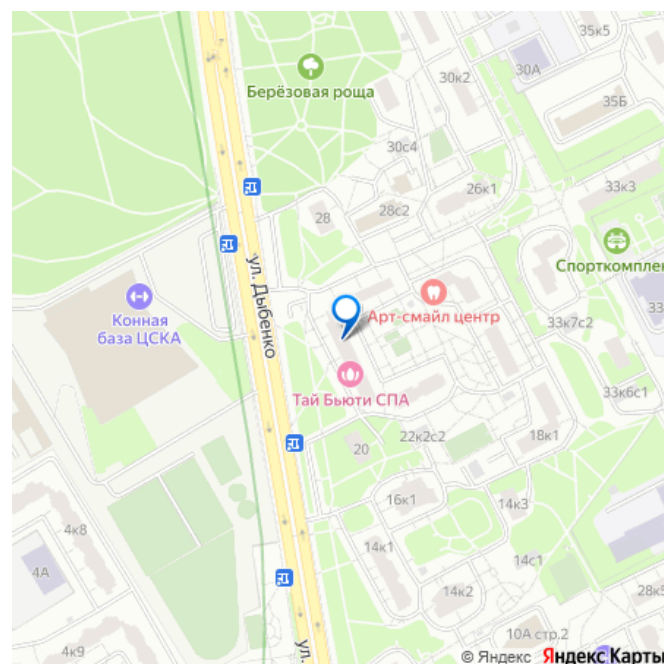 35к5
30к2
30А
Берёзовая роща
35Б
30с4
26к1
33к3
28
28с2
Спорткомплек
ул. Дыбенко
Конная
база ЦСКА
Арт-смайл центр
33к7с2
Тай Бьюти СПА
33к6с1
22к2с2
18к1
20
16к1
14к3
4к8
14к1
14с1
4А
14к2
28к5
10А стр.2
4к9
ул.
© Яндекс Яндекс Карты